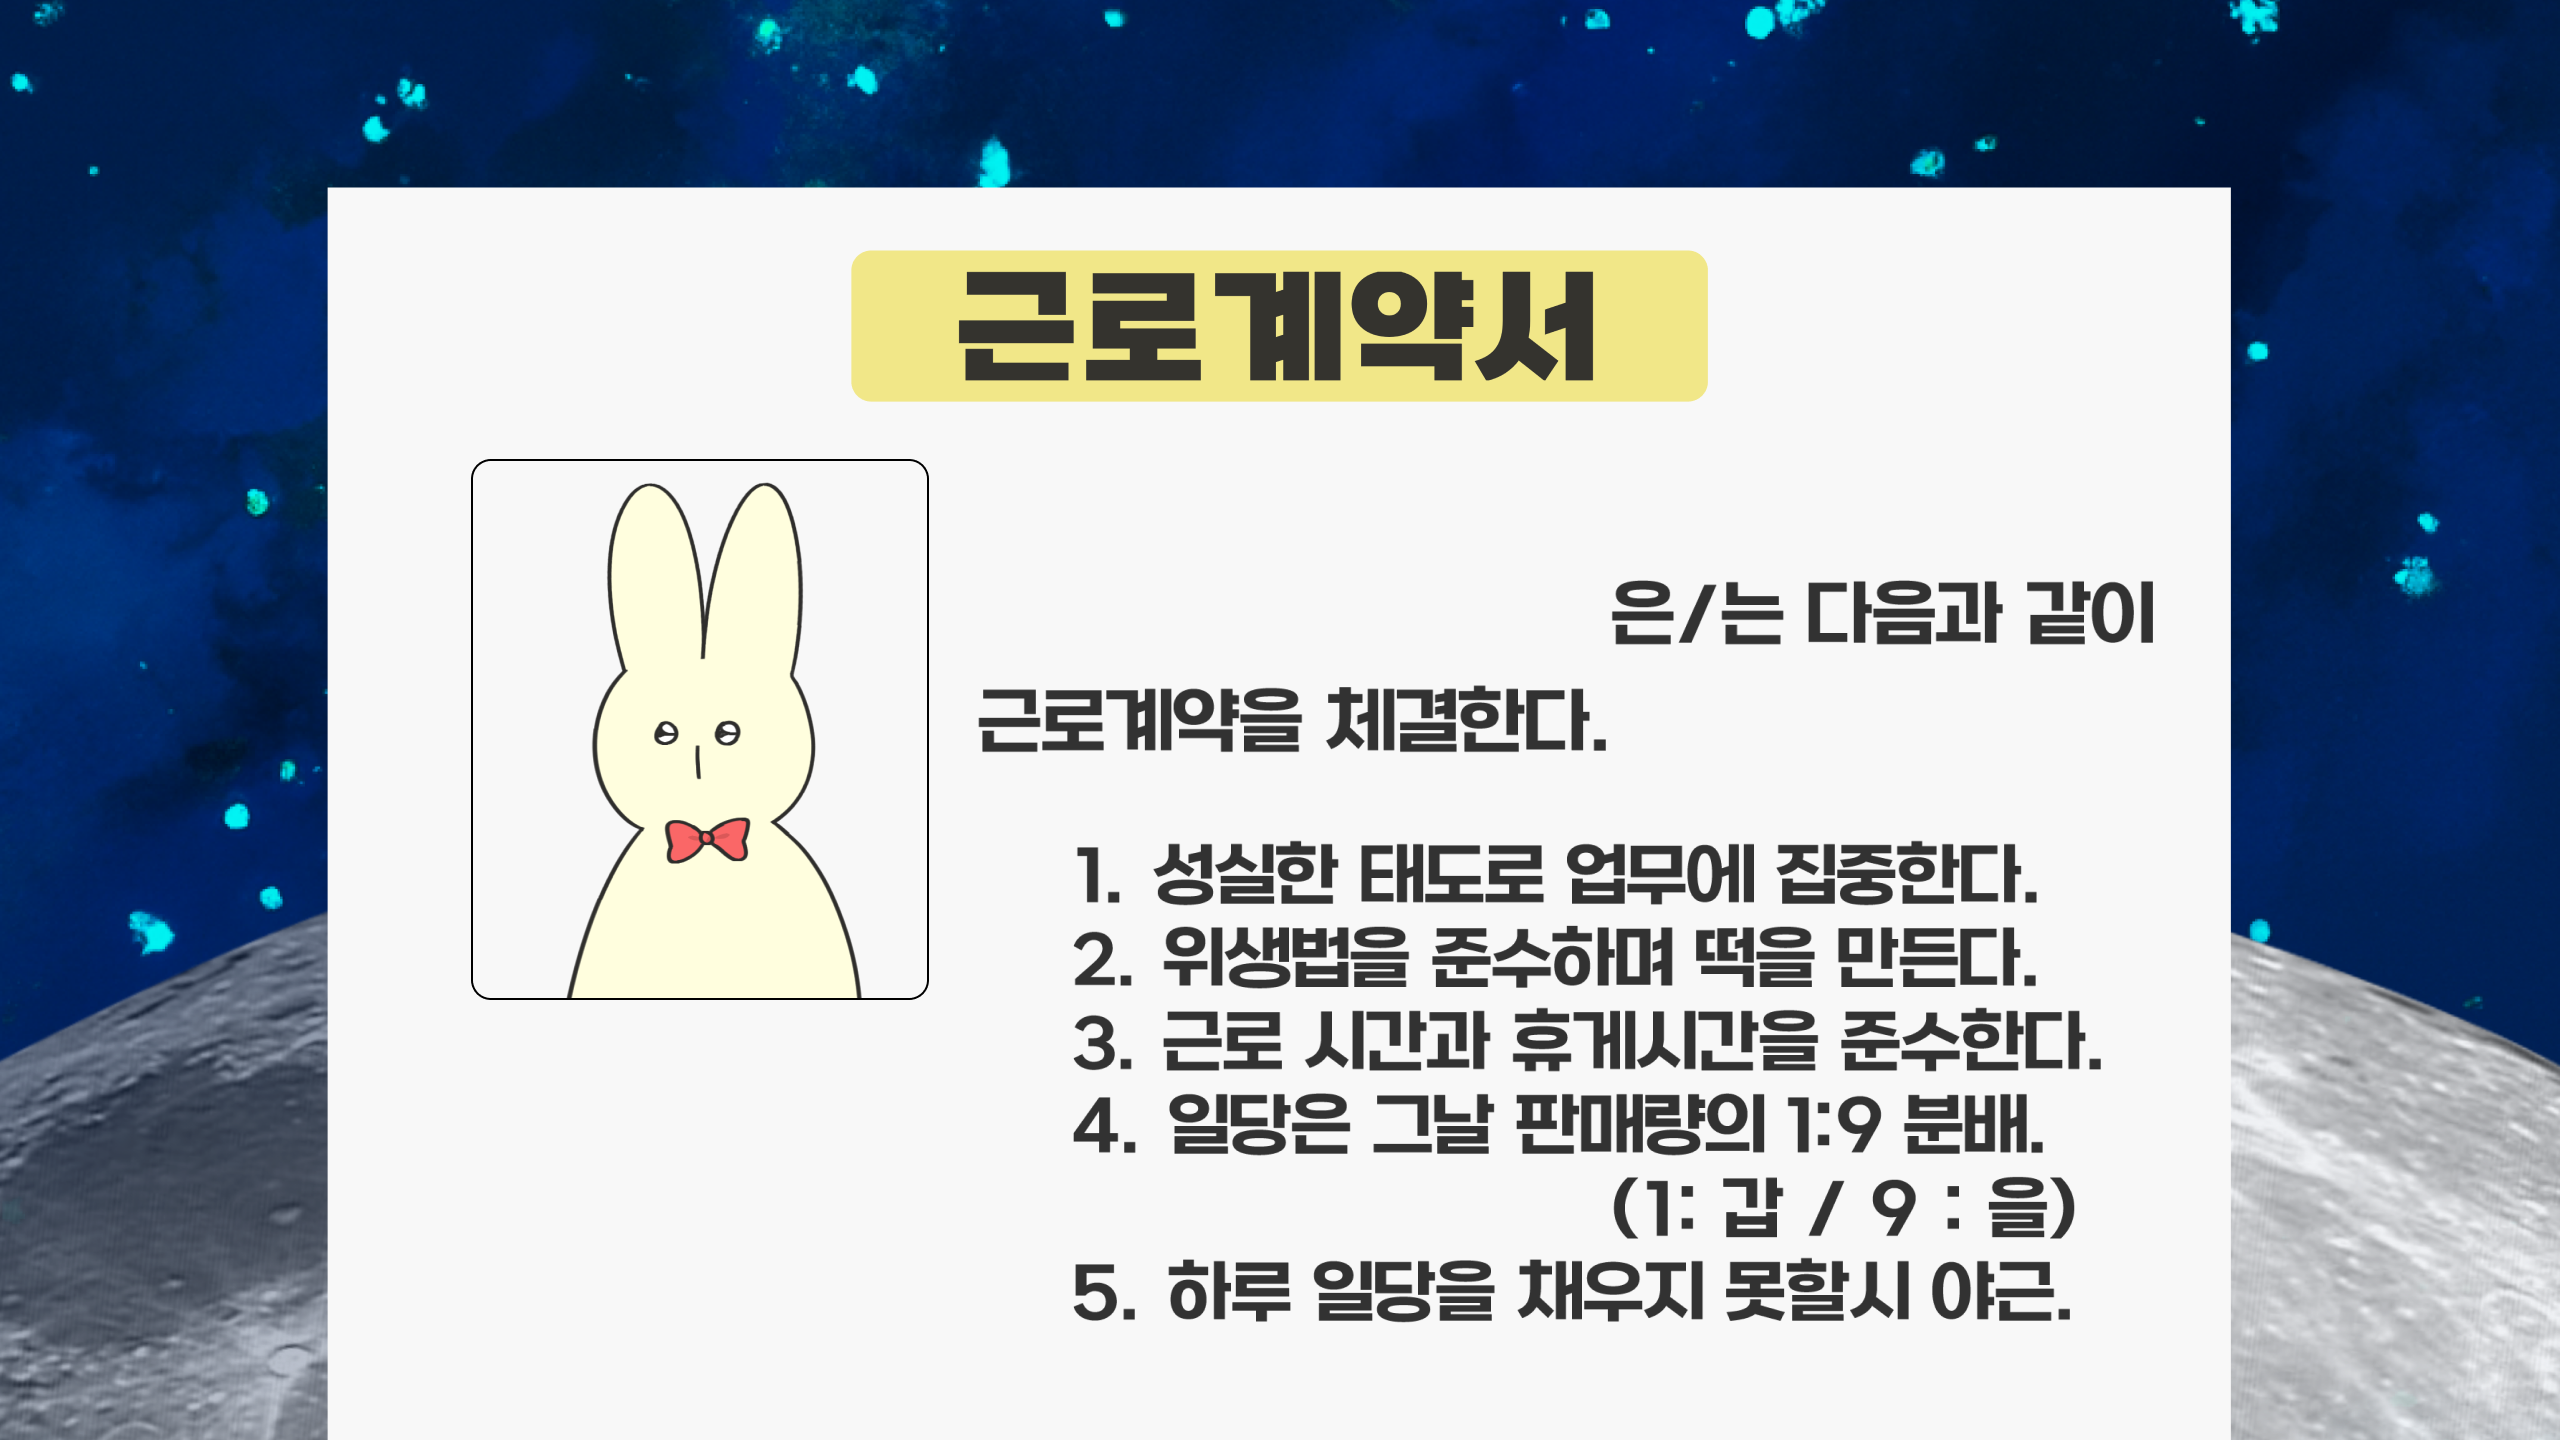 근로계약서
은/는 다음과 같이
근로계약을 체결한다.
1. 성실한 태도로 업무에 집중한다.
2. 위생법을 준수하며 떡을 만든다.
3. 근로 시간과 휴게시간을 준수한다.
4. 일당은 그날 판매량의 1:9 분배.
(1: 갑 / 9 : 을)
5. 하루 일당을 채우지 못할시 야근.